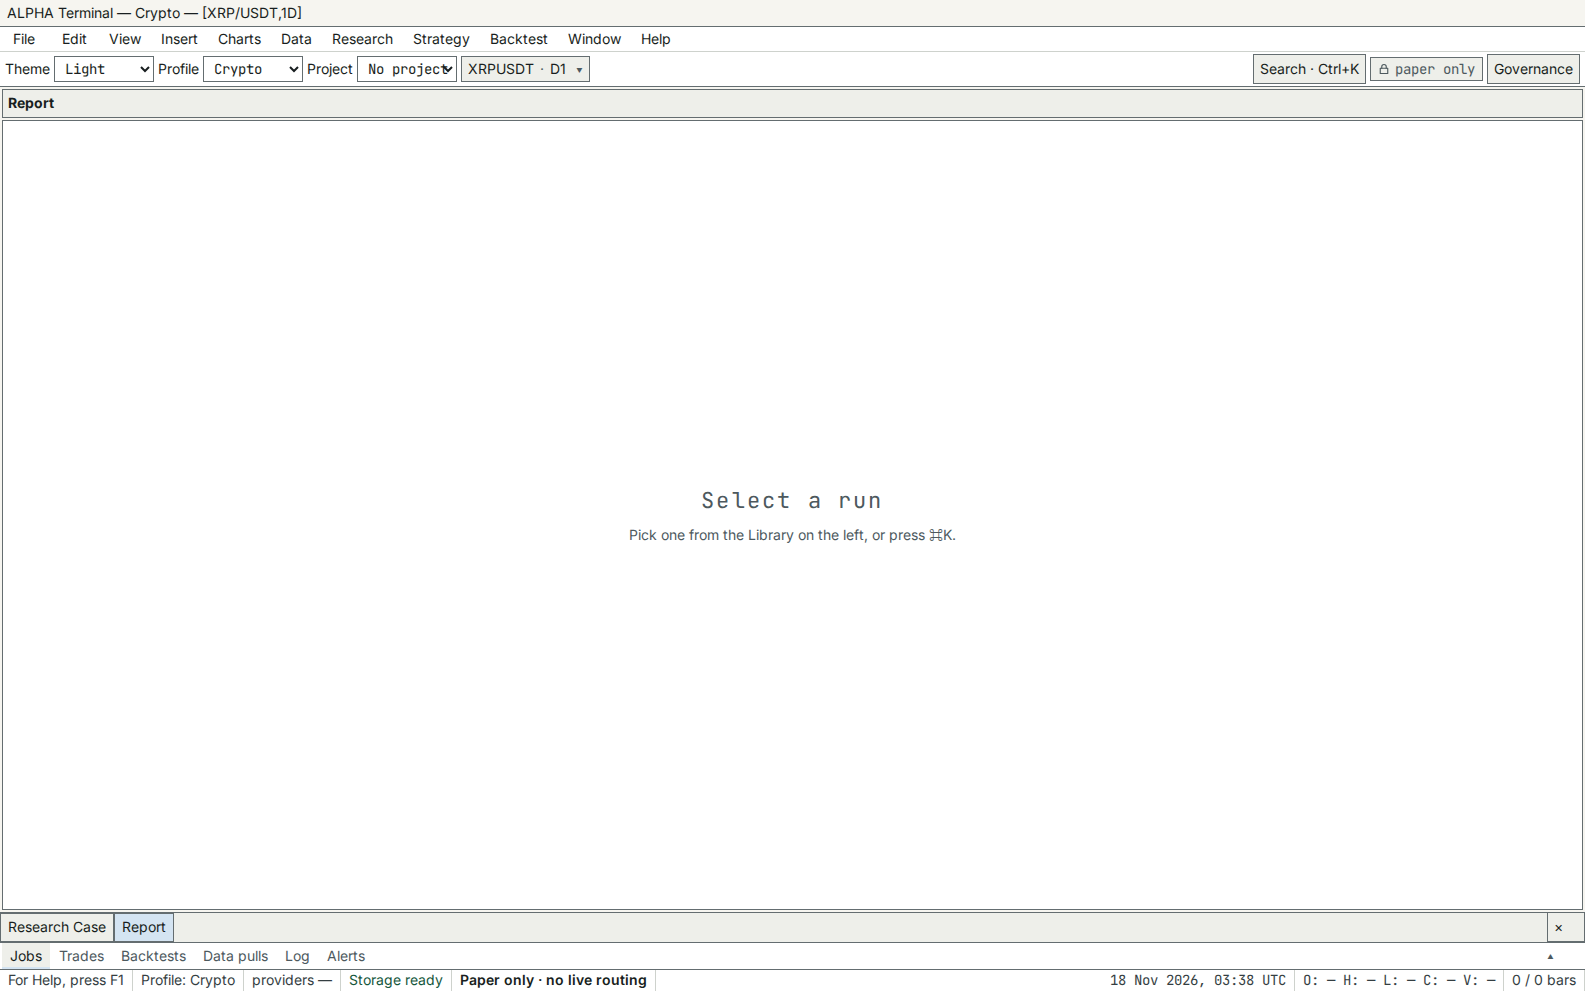 ALPHA Terminal — Crypto — [XRP/USDT,1D]
File Edit View Insert Charts Data Research Strategy Backtest Window Help
Theme Light Profile Crypto Project No project XRPUSDT · D1 ▾ Search · Ctrl+K paper only Governance
Report
Select a run
Pick one from the Library on the left, or press ⌘K.
Research Case Report ×
Jobs Trades Backtests Data pulls Log Alerts ▴
For Help, press F1 Profile: Crypto providers — Storage ready Paper only · no live routing 18 Nov 2026, 03:38 UTC O: — H: — L: — C: — V: — 0 / 0 bars